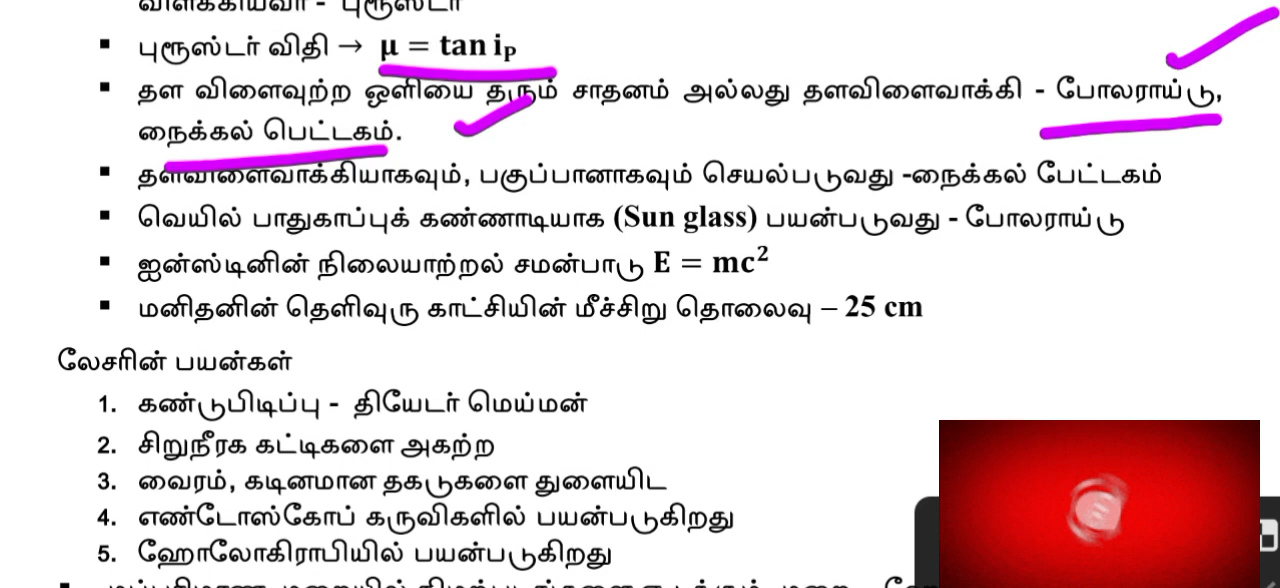 விளக்கியவர் - புரூஸ்டர்
▪ புரூஸ்டர் விதி → μ = tan iₚ
▪ தள விளைவுற்ற ஒளியை தரும் சாதனம் அல்லது தளவிளைவாக்கி - போலராய்டு,
நைக்கல் பெட்டகம்.
▪ தளவிளைவாக்கியாகவும், பகுப்பானாகவும் செயல்படுவது -நைக்கல் பேட்டகம்
▪ வெயில் பாதுகாப்புக் கண்ணாடியாக (Sun glass) பயன்படுவது - போலராய்டு
▪ ஐன்ஸ்டினின் நிலையாற்றல் சமன்பாடு E = mc²
▪ மனிதனின் தெளிவுரு காட்சியின் மீச்சிறு தொலைவு – 25 cm
லேசரின் பயன்கள்
1. கண்டுபிடிப்பு - தியேடர் மெய்மன்
2. சிறுநீரக கட்டிகளை அகற்ற
3. வைரம், கடினமான தகடுகளை துளையிட
4. எண்டோஸ்கோப் கருவிகளில் பயன்படுகிறது
5. ஹோலோகிராபியில் பயன்படுகிறது